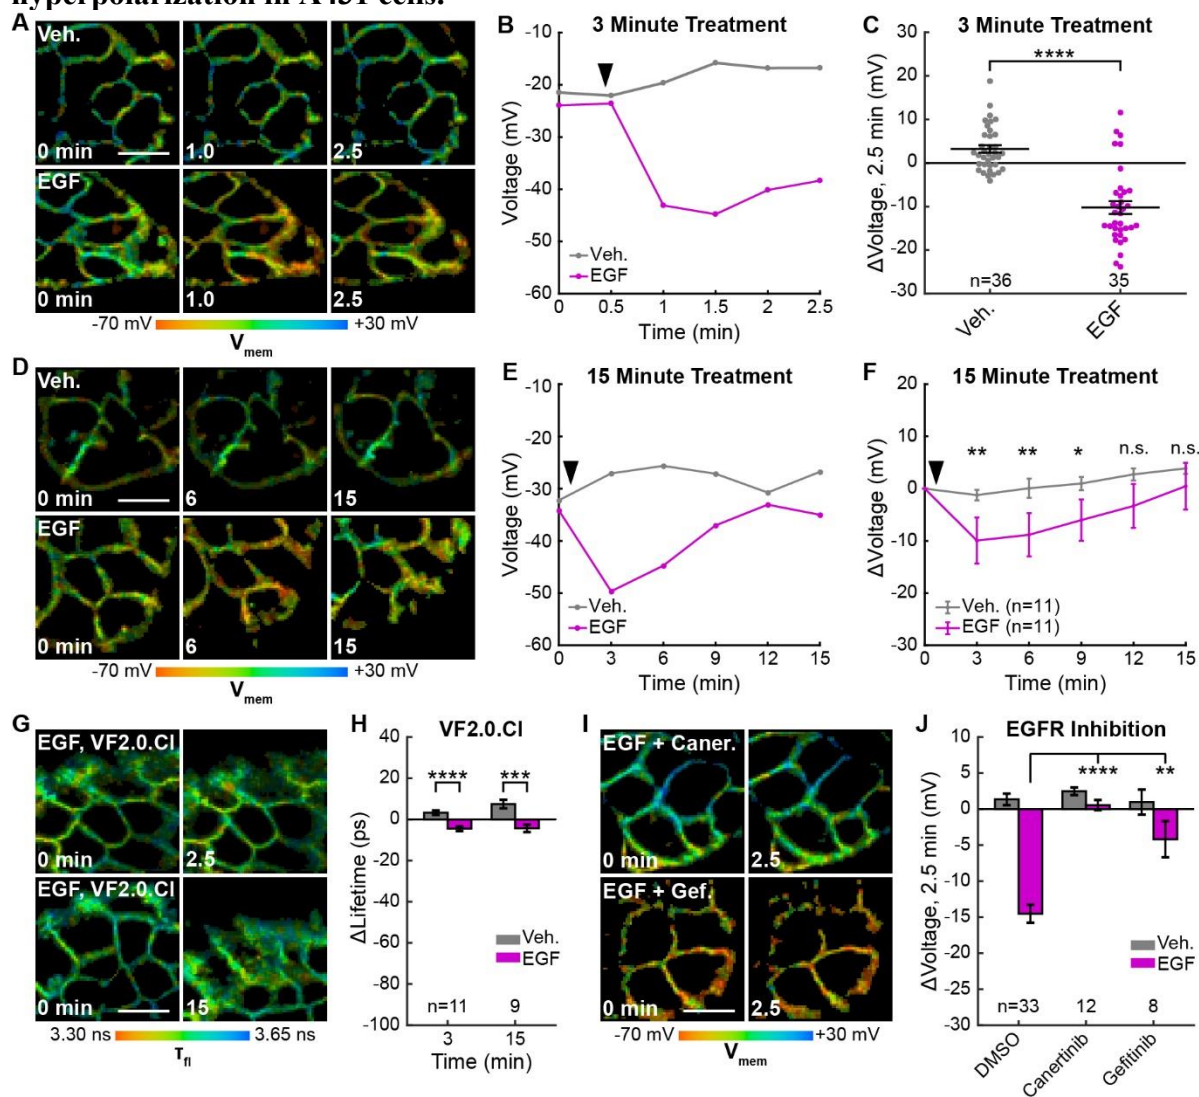 hyperpolarization in A431 cells.
A
Veh.
0 min
1.0
2.5
EGF
0 min
1.0
2.5
-70 mV
+30 mV
Vmem
B
3 Minute Treatment
Voltage (mV)
-10
-20
-30
-40
-50
-60
Veh.
EGF
0
0.5
1
1.5
2
2.5
Time (min)
C
3 Minute Treatment
ΔVoltage, 2.5 min (mV)
30
20
10
0
-10
-20
-30
****
n=36
35
Veh.
EGF
D
Veh.
0 min
6
15
EGF
0 min
6
15
-70 mV
+30 mV
Vmem
E
15 Minute Treatment
Voltage (mV)
-10
-20
-30
-40
-50
-60
Veh.
EGF
0
3
6
9
12
15
Time (min)
F
15 Minute Treatment
ΔVoltage (mV)
20
10
0
-10
-20
-30
**
**
*
n.s.
n.s.
Veh. (n=11)
EGF (n=11)
0
3
6
9
12
15
Time (min)
G
EGF, VF2.0.Cl
0 min
2.5
EGF, VF2.0.Cl
0 min
15
3.30 ns
3.65 ns
τfl
H
VF2.0.Cl
ΔLifetime (ps)
40
20
0
-20
-40
-60
-80
-100
****
***
Veh.
EGF
n=11
9
3
15
Time (min)
I
EGF + Caner.
0 min
2.5
EGF + Gef.
0 min
2.5
-70 mV
+30 mV
Vmem
J
EGFR Inhibition
ΔVoltage, 2.5 min (mV)
10
5
0
-5
-10
-15
-20
-25
-30
****
**
Veh.
EGF
n=33
12
8
DMSO
Canertinib
Gefitinib